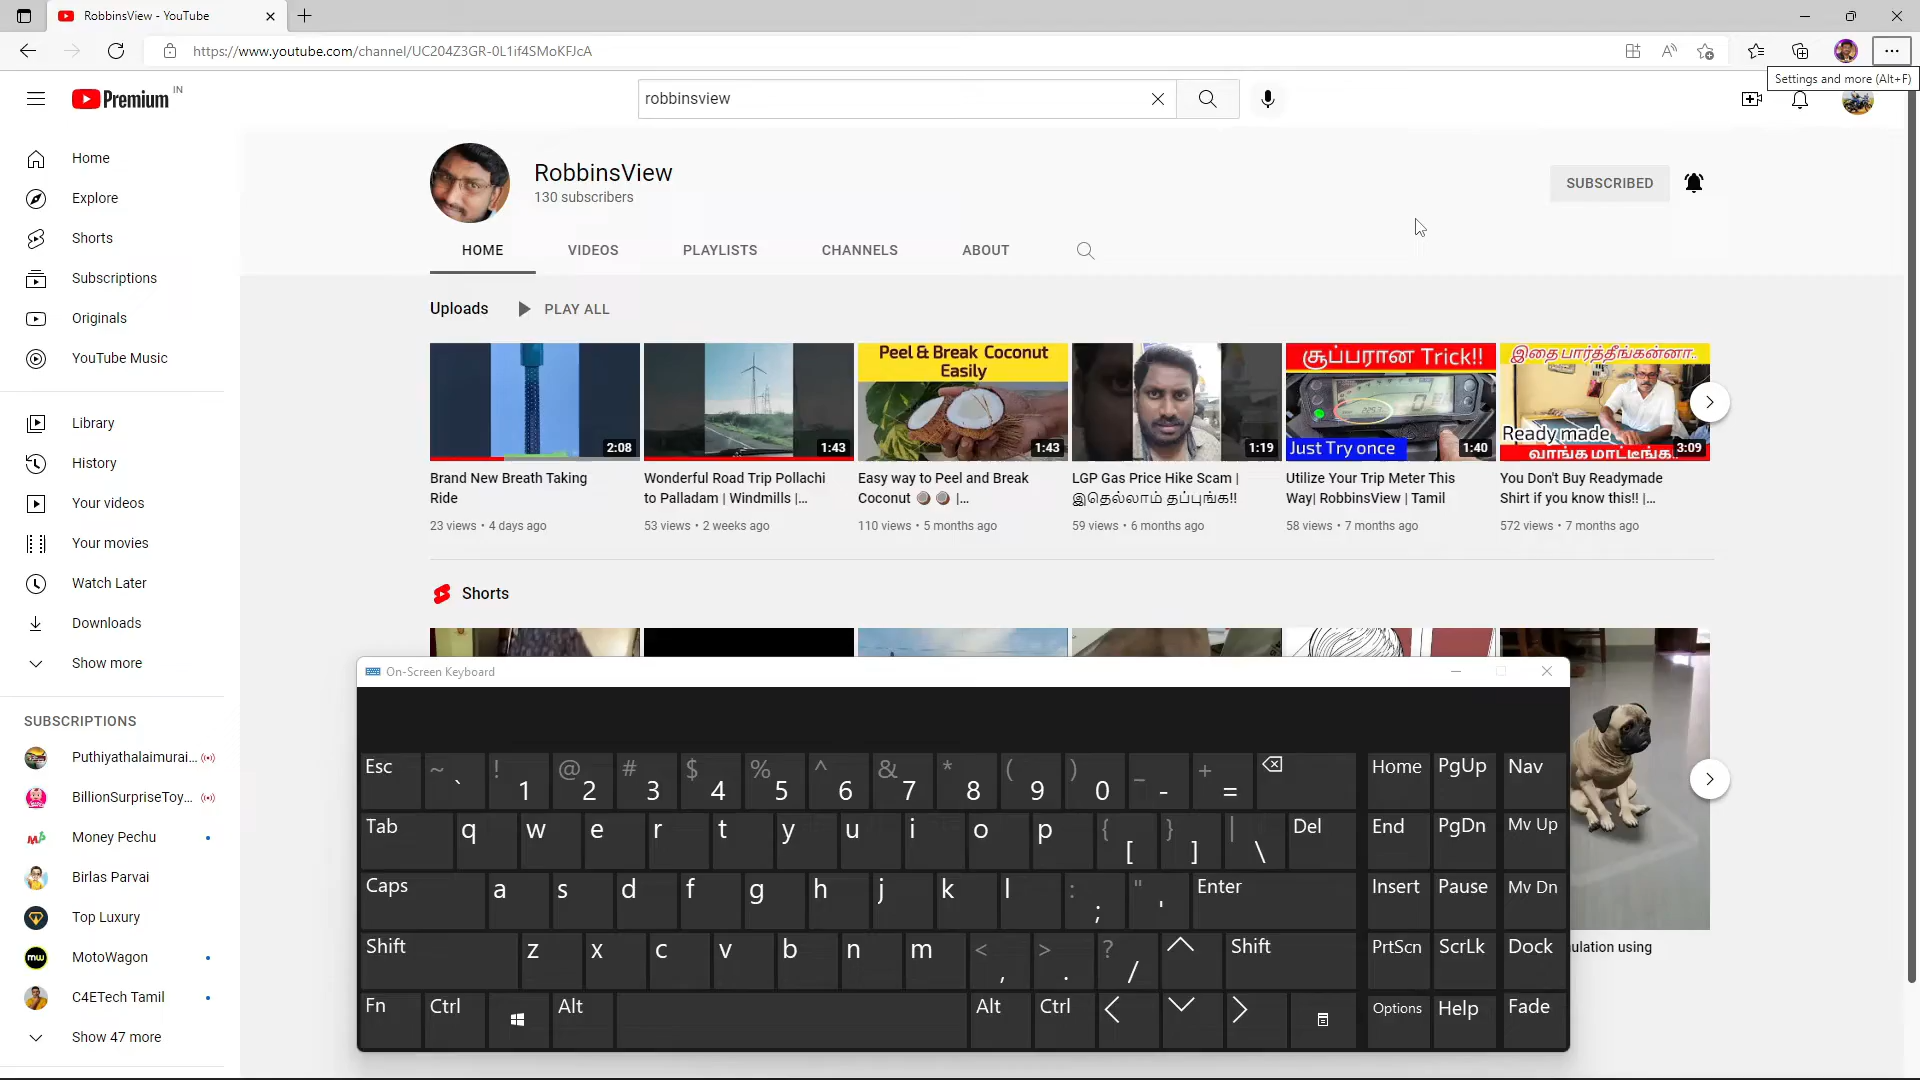 RobbinsView - YouTube
https://www.youtube.com/channel/UC204Z3GR-0L1if4SMoKFJcA
Settings and more (Alt+F)
Premium IN
robbinsview
Home
Explore
Shorts
Subscriptions
Originals
YouTube Music
Library
History
Your videos
Your movies
Watch Later
Downloads
Show more
SUBSCRIPTIONS
Puthiyathalaimurai...
BillionSurpriseToy...
Money Pechu
Birlas Parvai
Top Luxury
MotoWagon
C4ETech Tamil
Show 47 more
RobbinsView
130 subscribers
SUBSCRIBED
HOME VIDEOS PLAYLISTS CHANNELS ABOUT
Uploads PLAY ALL
2:08
Brand New Breath Taking
Ride
23 views • 4 days ago
1:43
Wonderful Road Trip Pollachi
to Palladam | Windmills |...
53 views • 2 weeks ago
Peel & Break Coconut
Easily
1:43
Easy way to Peel and Break
Coconut 🥥 🥥 |...
110 views • 5 months ago
1:19
LGP Gas Price Hike Scam |
இதெல்லாம் தப்புங்க!!
59 views • 6 months ago
சூப்பரான Trick!!
Just Try once
1:40
Utilize Your Trip Meter This
Way| RobbinsView | Tamil
58 views • 7 months ago
இதை பார்த்தீங்கன்னா..
Ready made
3:09
வாங்க மாட்டீங்க..
You Don't Buy Readymade
Shirt if you know this!! |...
572 views • 7 months ago
Shorts
ulation using
On-Screen Keyboard
Esc ~ ` ! 1 @ 2 # 3 $ 4 % 5 ^ 6 & 7 * 8 ( 9 ) 0 _ - + = Home PgUp Nav
Tab q w e r t y u i o p { [ } ] | \ Del End PgDn Mv Up
Caps a s d f g h j k l : ; " ' Enter Insert Pause Mv Dn
Shift z x c v b n m < , > . ? / Shift PrtScn ScrLk Dock
Fn Ctrl Alt Alt Ctrl Options Help Fade